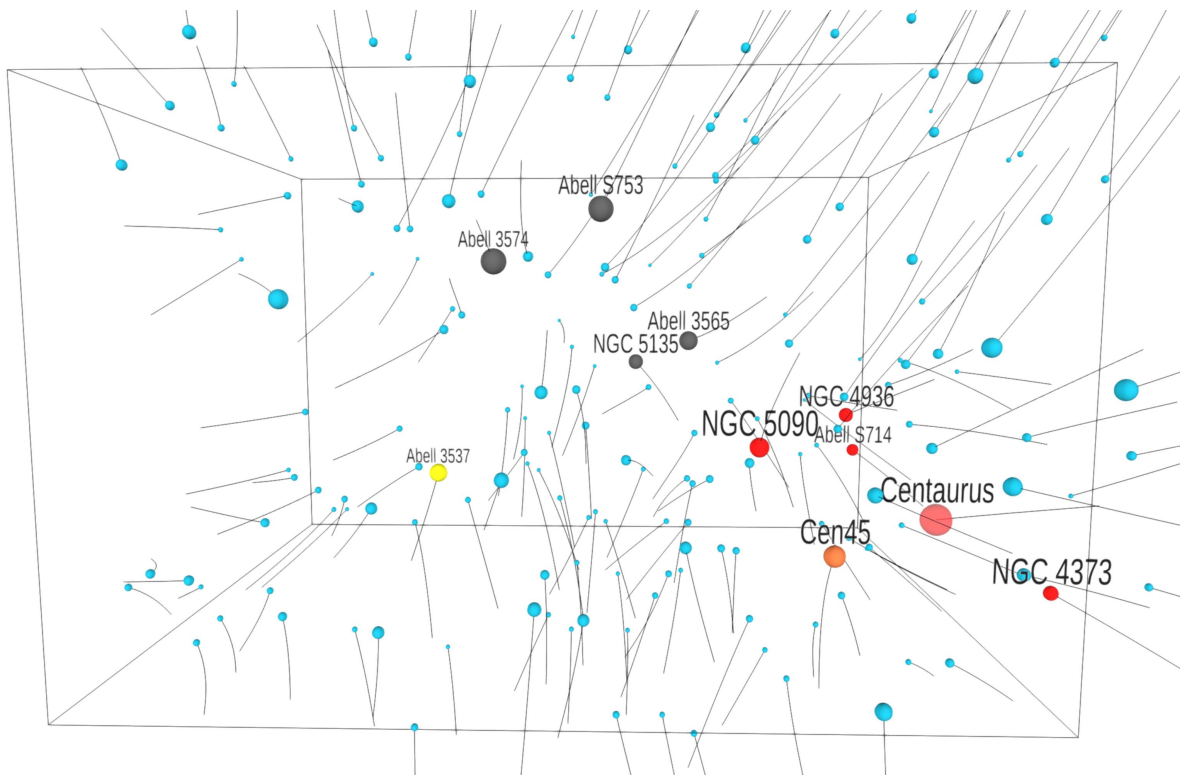 Abell S753
Abell 3574
Abell 3565
NGC 5135
NGC 4936
NGC 5090
Abell S714
Abell 3537
Centaurus
Cen45
NGC 4373